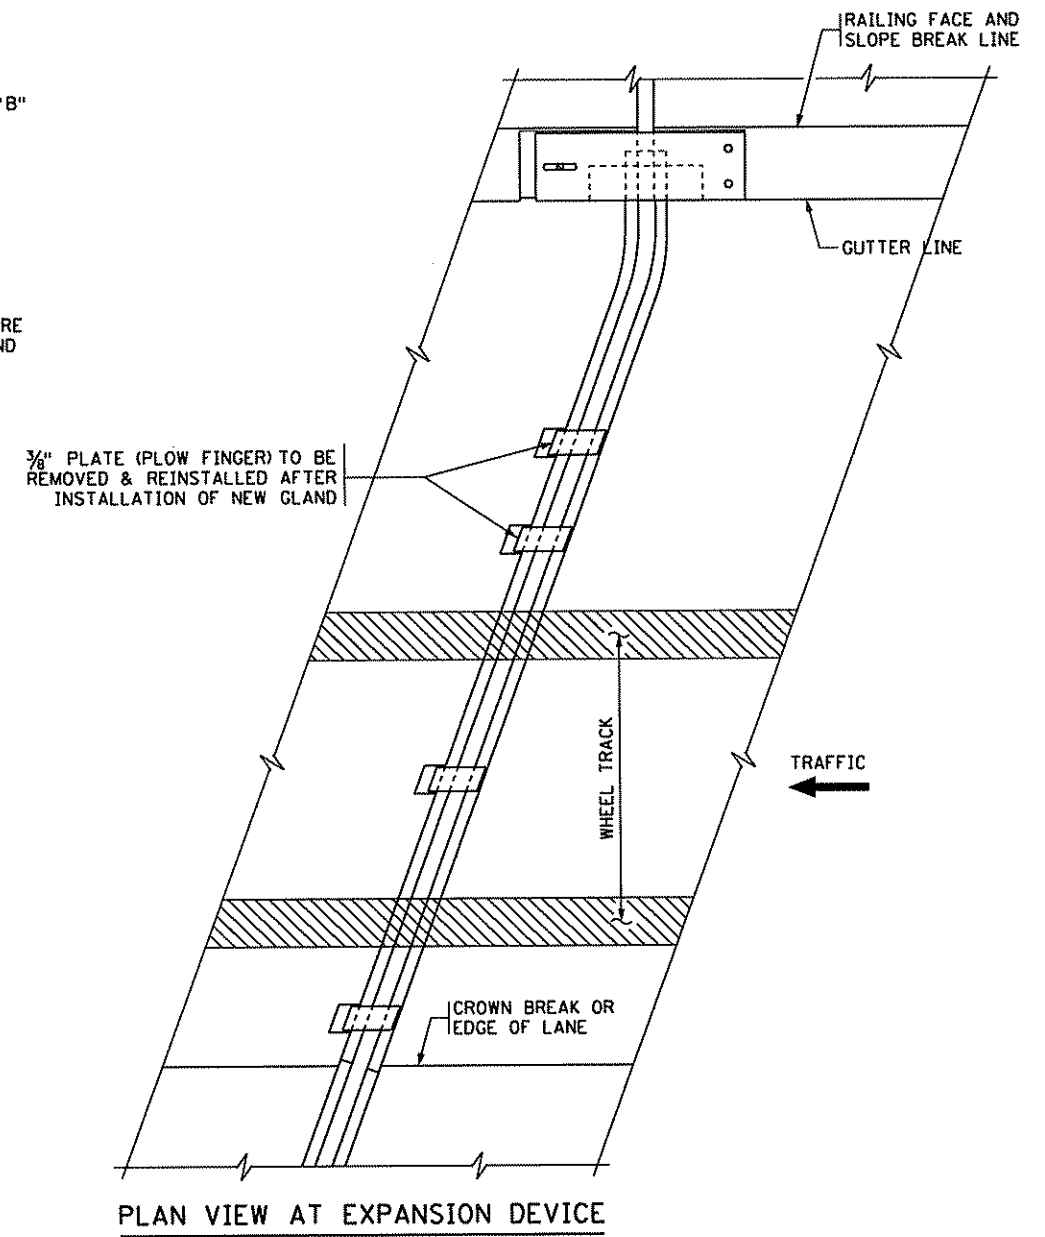 RAILING FACE AND
SLOPE BREAK LINE
"B"
GUTTER LINE
RE
ND
3/8" PLATE (PLOW FINGER) TO BE
REMOVED & REINSTALLED AFTER
INSTALLATION OF NEW GLAND
WHEEL TRACK
TRAFFIC
CROWN BREAK OR
EDGE OF LANE
PLAN VIEW AT EXPANSION DEVICE